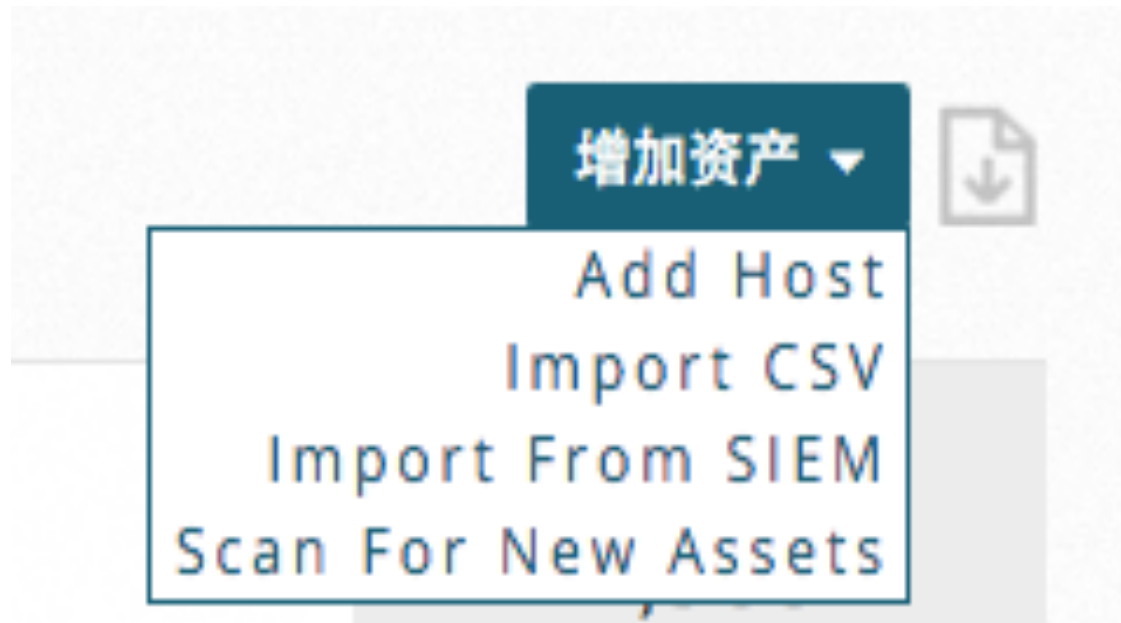 增加资产
Add Host
Import CSV
Import From SIEM
Scan For New Assets